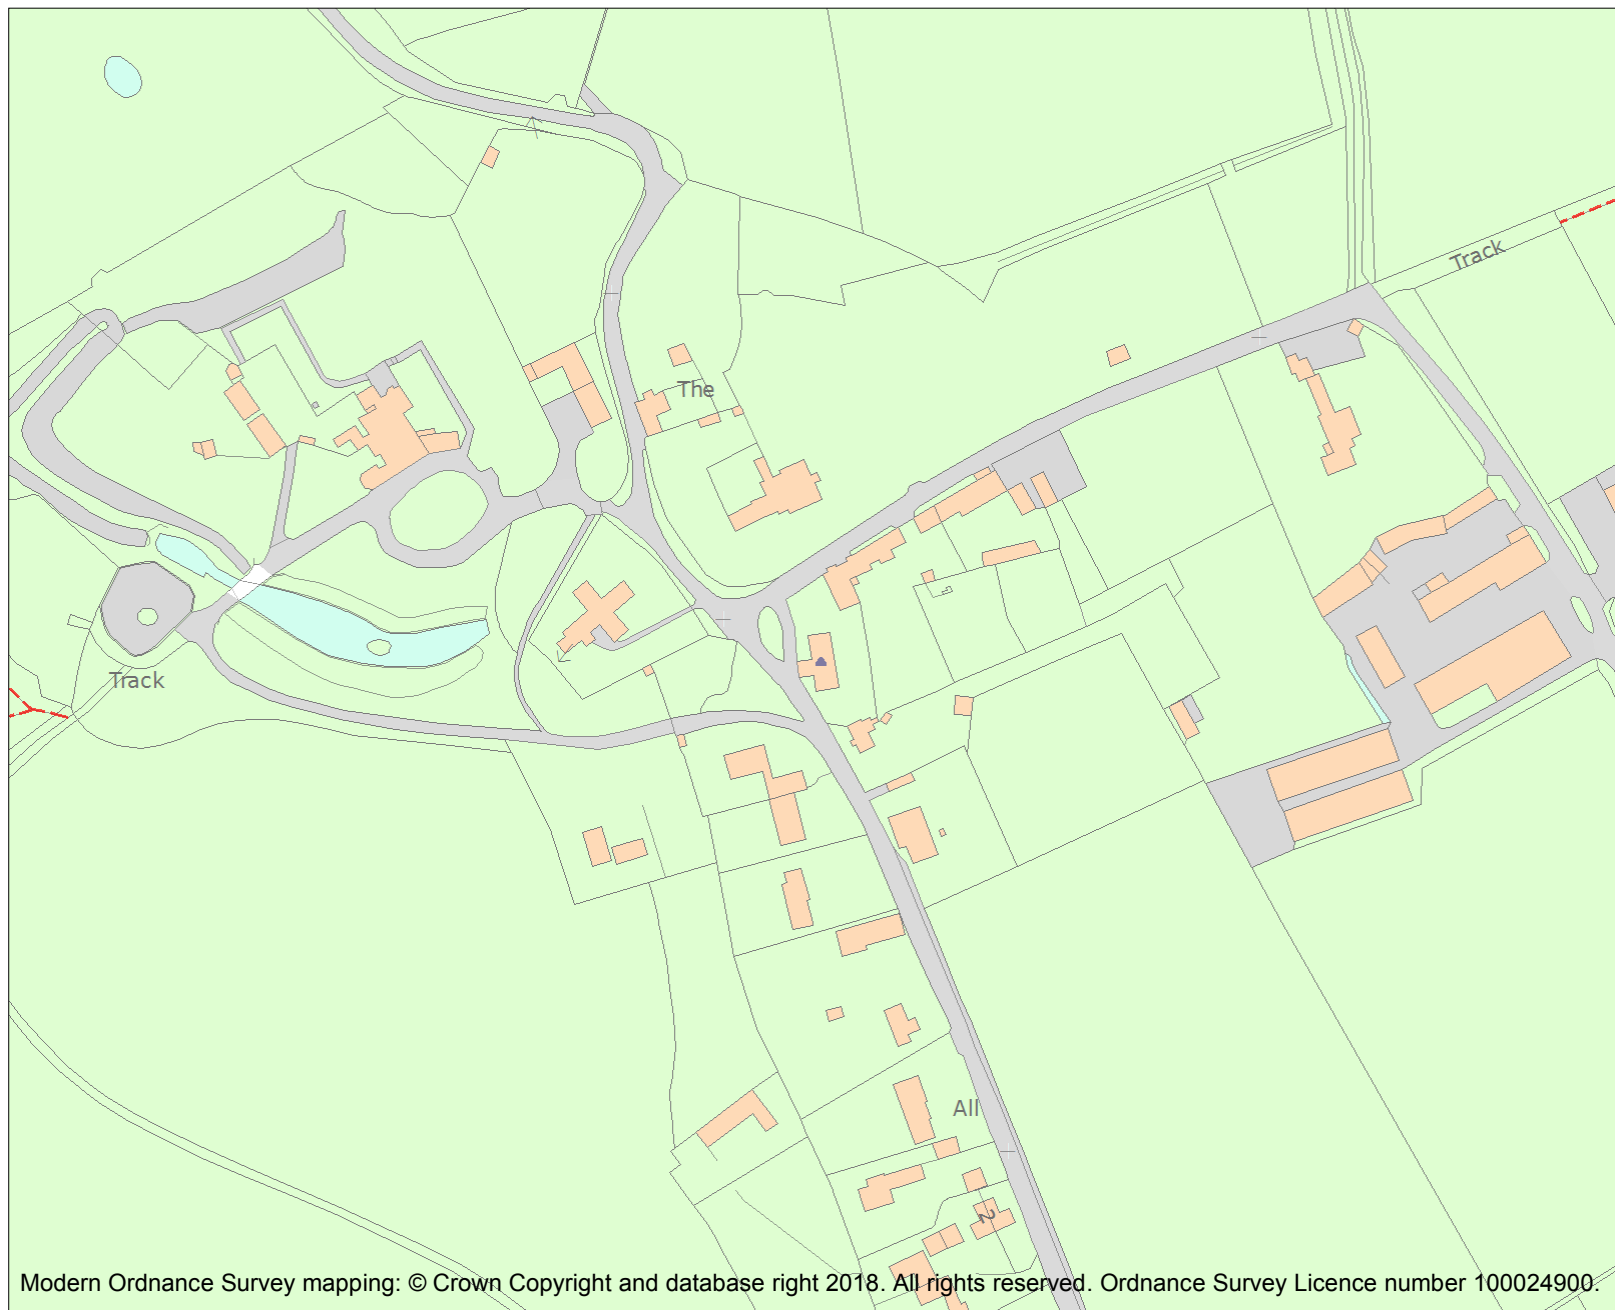 Track
The
Track
All
2
Modern Ordnance Survey mapping: © Crown Copyright and database right 2018. All rights reserved. Ordnance Survey Licence number 100024900.